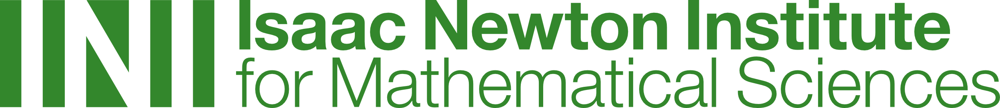 Isaac Newton Institute
for Mathematical Sciences